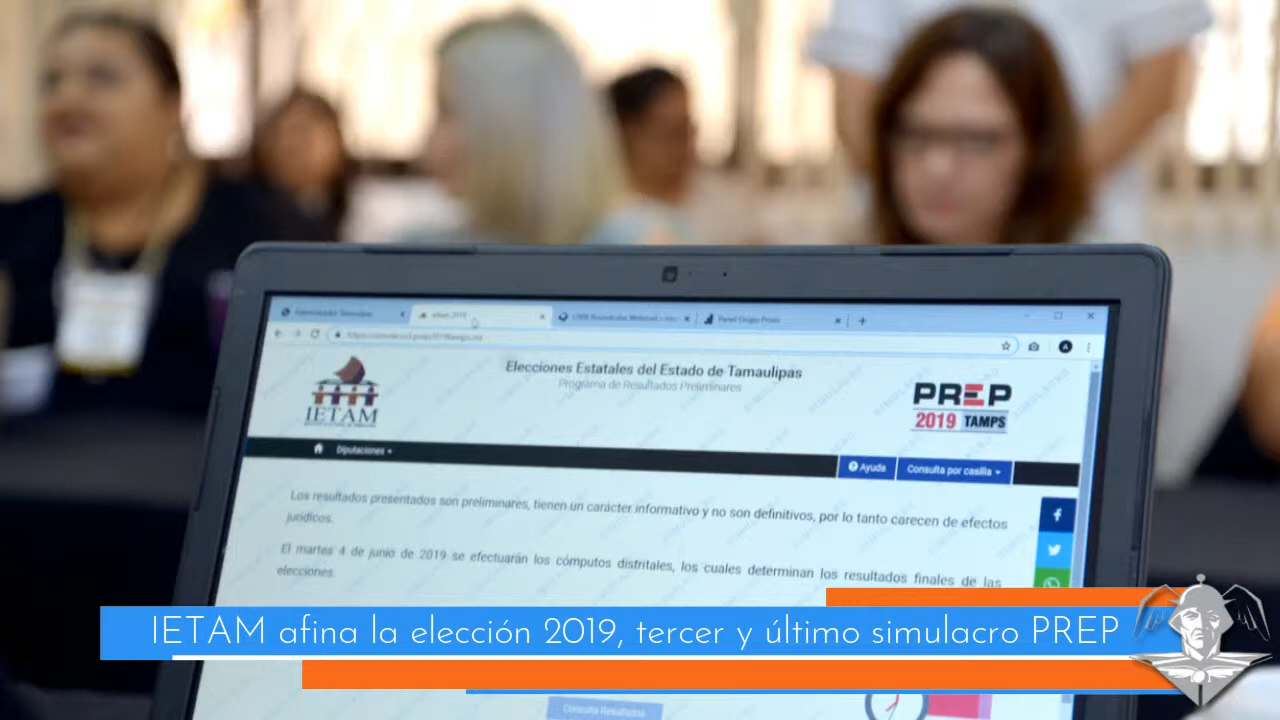 IETAM
Elecciones Estatales del Estado de Tamaulipas
Programa de Resultados Preliminares
PREP
2019 TAMPS
Diputaciones
Ayuda
Consulta por casilla
Los resultados presentados son preliminares, tienen un carácter informativo y no son definitivos, por lo tanto carecen de efectos
jurídicos.
El martes 4 de junio de 2019 se efectuarán los cómputos distritales, los cuales determinan los resultados finales de las
elecciones.
IETAM afina la elección 2019, tercer y último simulacro PREP
Consulta Resultados